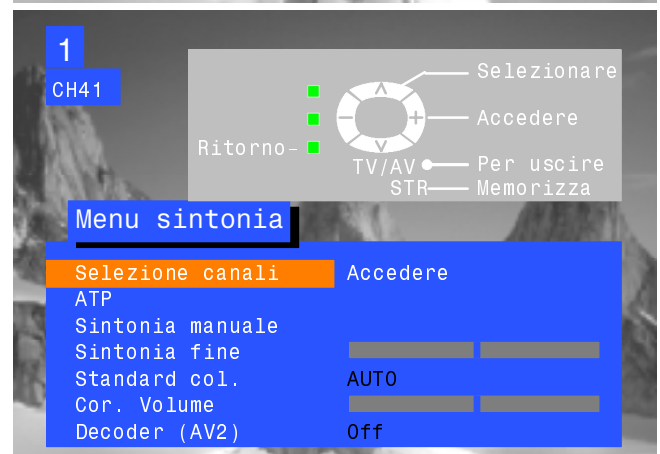 1
CH41
Selezionare
Accedere
Ritorno
TV/AV Per uscire
STR Memorizza
Menu sintonia
Selezione canali Accedere
ATP
Sintonia manuale
Sintonia fine
Standard col. AUTO
Cor. Volume
Decoder (AV2) Off